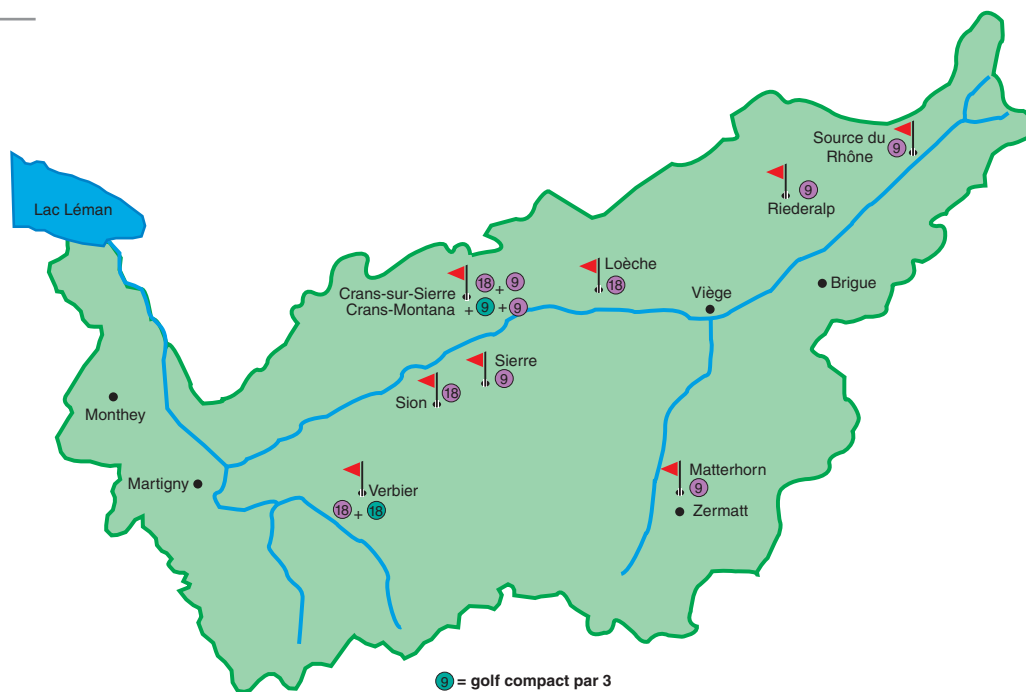 Source du
Rhône
9
9
Riederalp
Lac Léman
Loèche
18
Crans-sur-Sierre
18 + 9
Crans-Montana
+ 9 + 9
Viège
Brigue
Sierre
9
Sion
18
Monthey
Martigny
Verbier
18 + 18
Matterhorn
9
Zermatt
9 = golf compact par 3